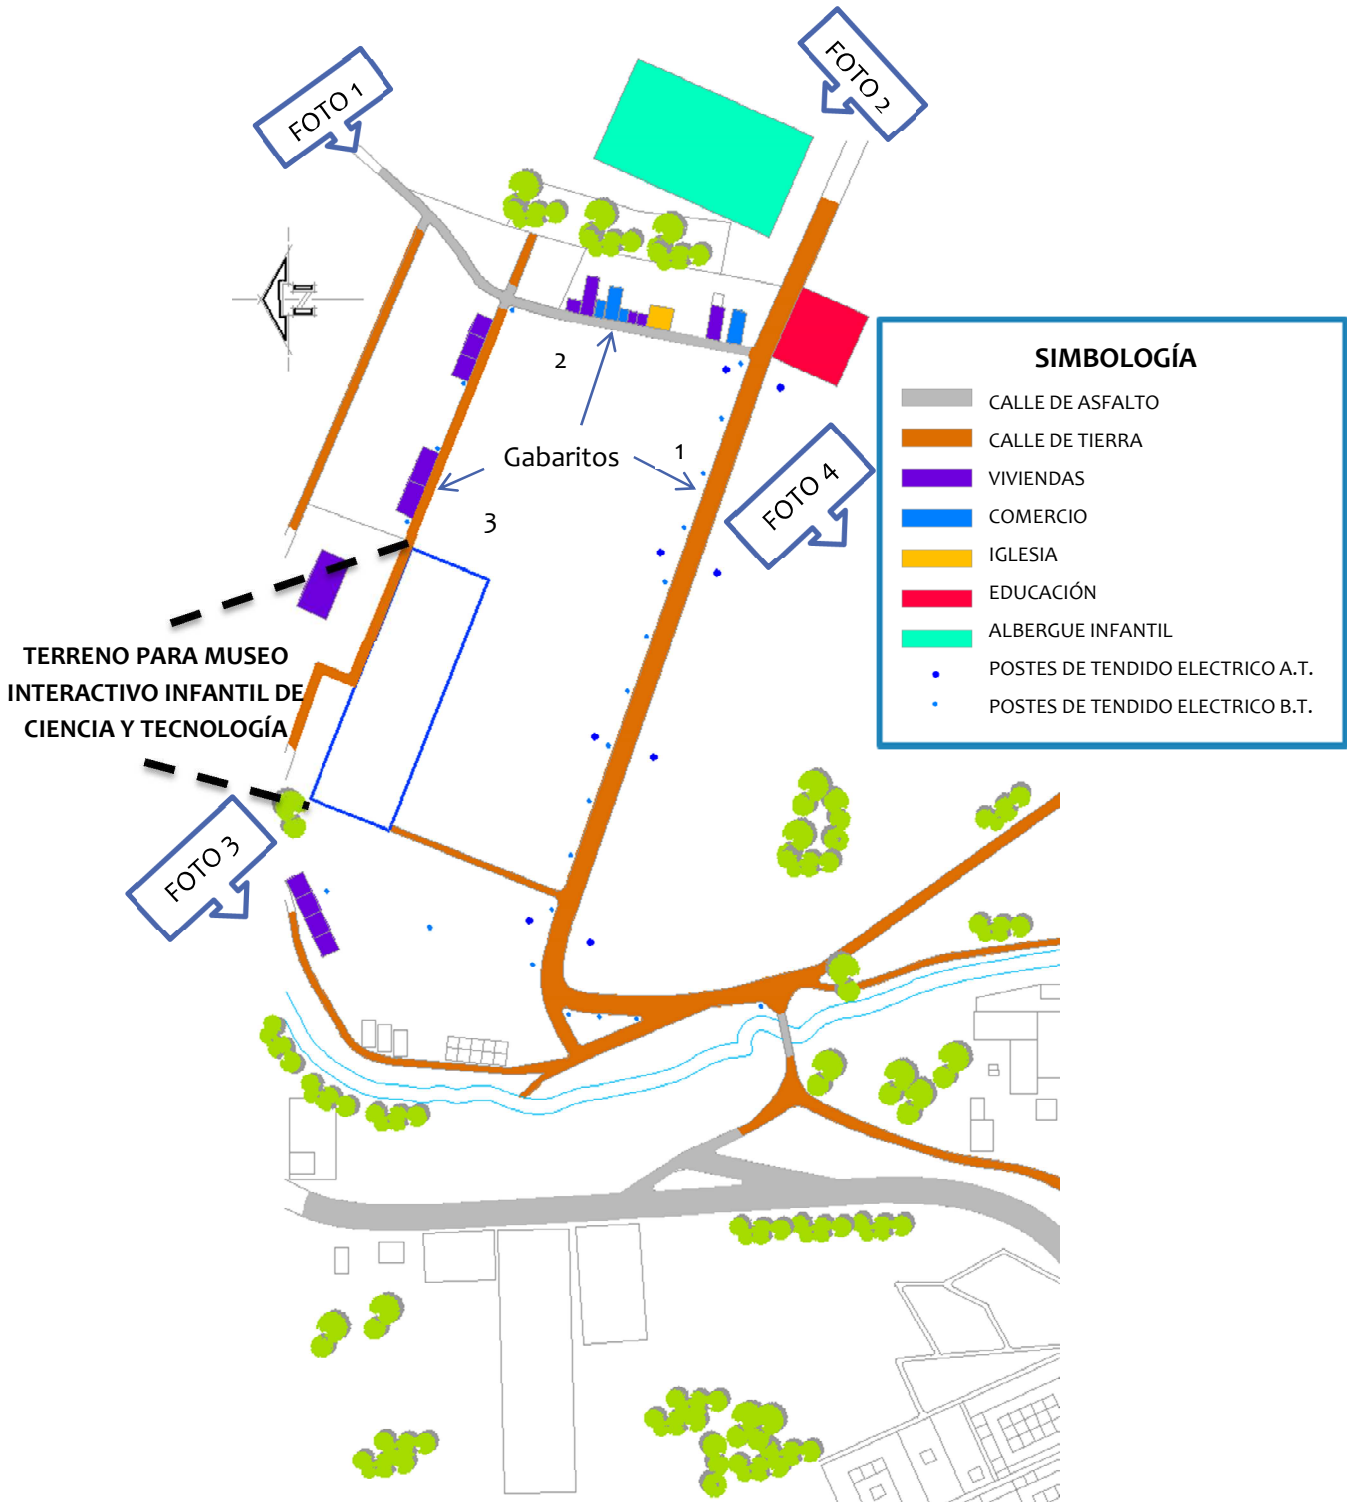 FOTO 1
FOTO 2
N
2
Gabaritos
1
3
FOTO 4
TERRENO PARA MUSEO
INTERACTIVO INFANTIL DE
CIENCIA Y TECNOLOGÍA
FOTO 3
SIMBOLOGÍA
CALLE DE ASFALTO
CALLE DE TIERRA
VIVIENDAS
COMERCIO
IGLESIA
EDUCACIÓN
ALBERGUE INFANTIL
POSTES DE TENDIDO ELECTRICO A.T.
POSTES DE TENDIDO ELECTRICO B.T.